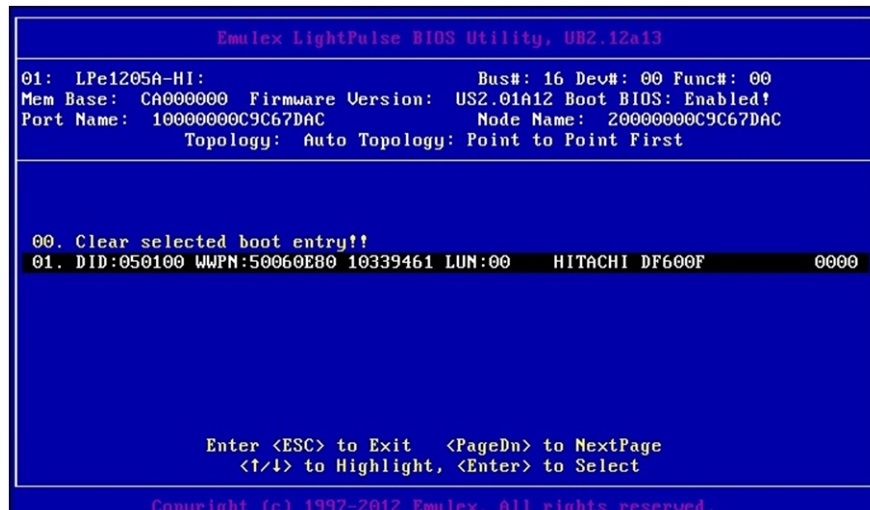 Emulex LightPulse BIOS Utility, UB2.12a13
01: LPe1205A-HI: Bus#: 16 Dev#: 00 Func#: 00
Mem Base: CA000000 Firmware Version: US2.01A12 Boot BIOS: Enabled!
Port Name: 10000000C9C67DAC Node Name: 20000000C9C67DAC
Topology: Auto Topology: Point to Point First
00. Clear selected boot entry!!
01. DID:050100 WWPN:50060E80 10339461 LUN:00 HITACHI DF600F 0000
Enter <ESC> to Exit <PageDn> to NextPage
<↑/↓> to Highlight, <Enter> to Select
Copyright (c) 1997-2012 Emulex. All rights reserved.